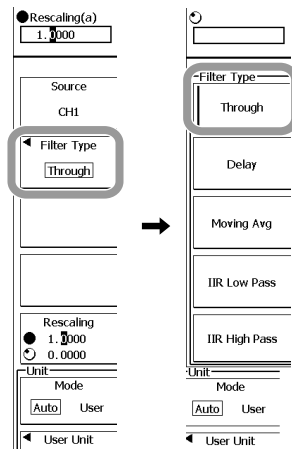 Rescaling(a)
1.0000
Source
CH1
Filter Type
Through
Rescaling
1.0000
0.0000
Unit
Mode
Auto User
User Unit
Filter Type
Through
Delay
Moving Avg
IIR Low Pass
IIR High Pass
Unit
Mode
Auto User
User Unit